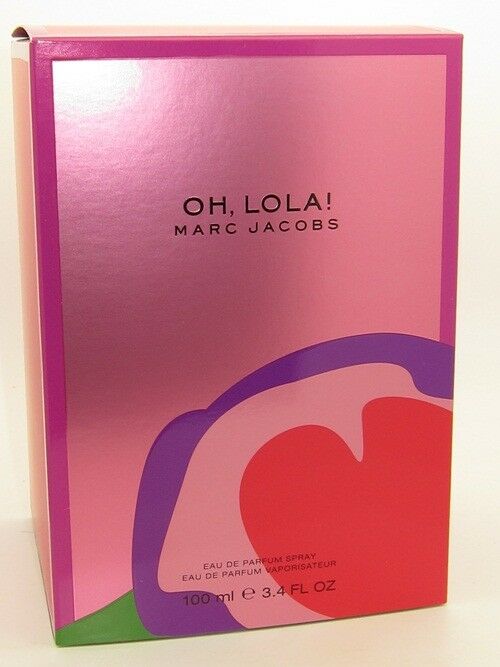 OH, LOLA!
MARC JACOBS
EAU DE PARFUM SPRAY
EAU DE PARFUM VAPORISATEUR
100 ml ℮ 3.4 FL OZ